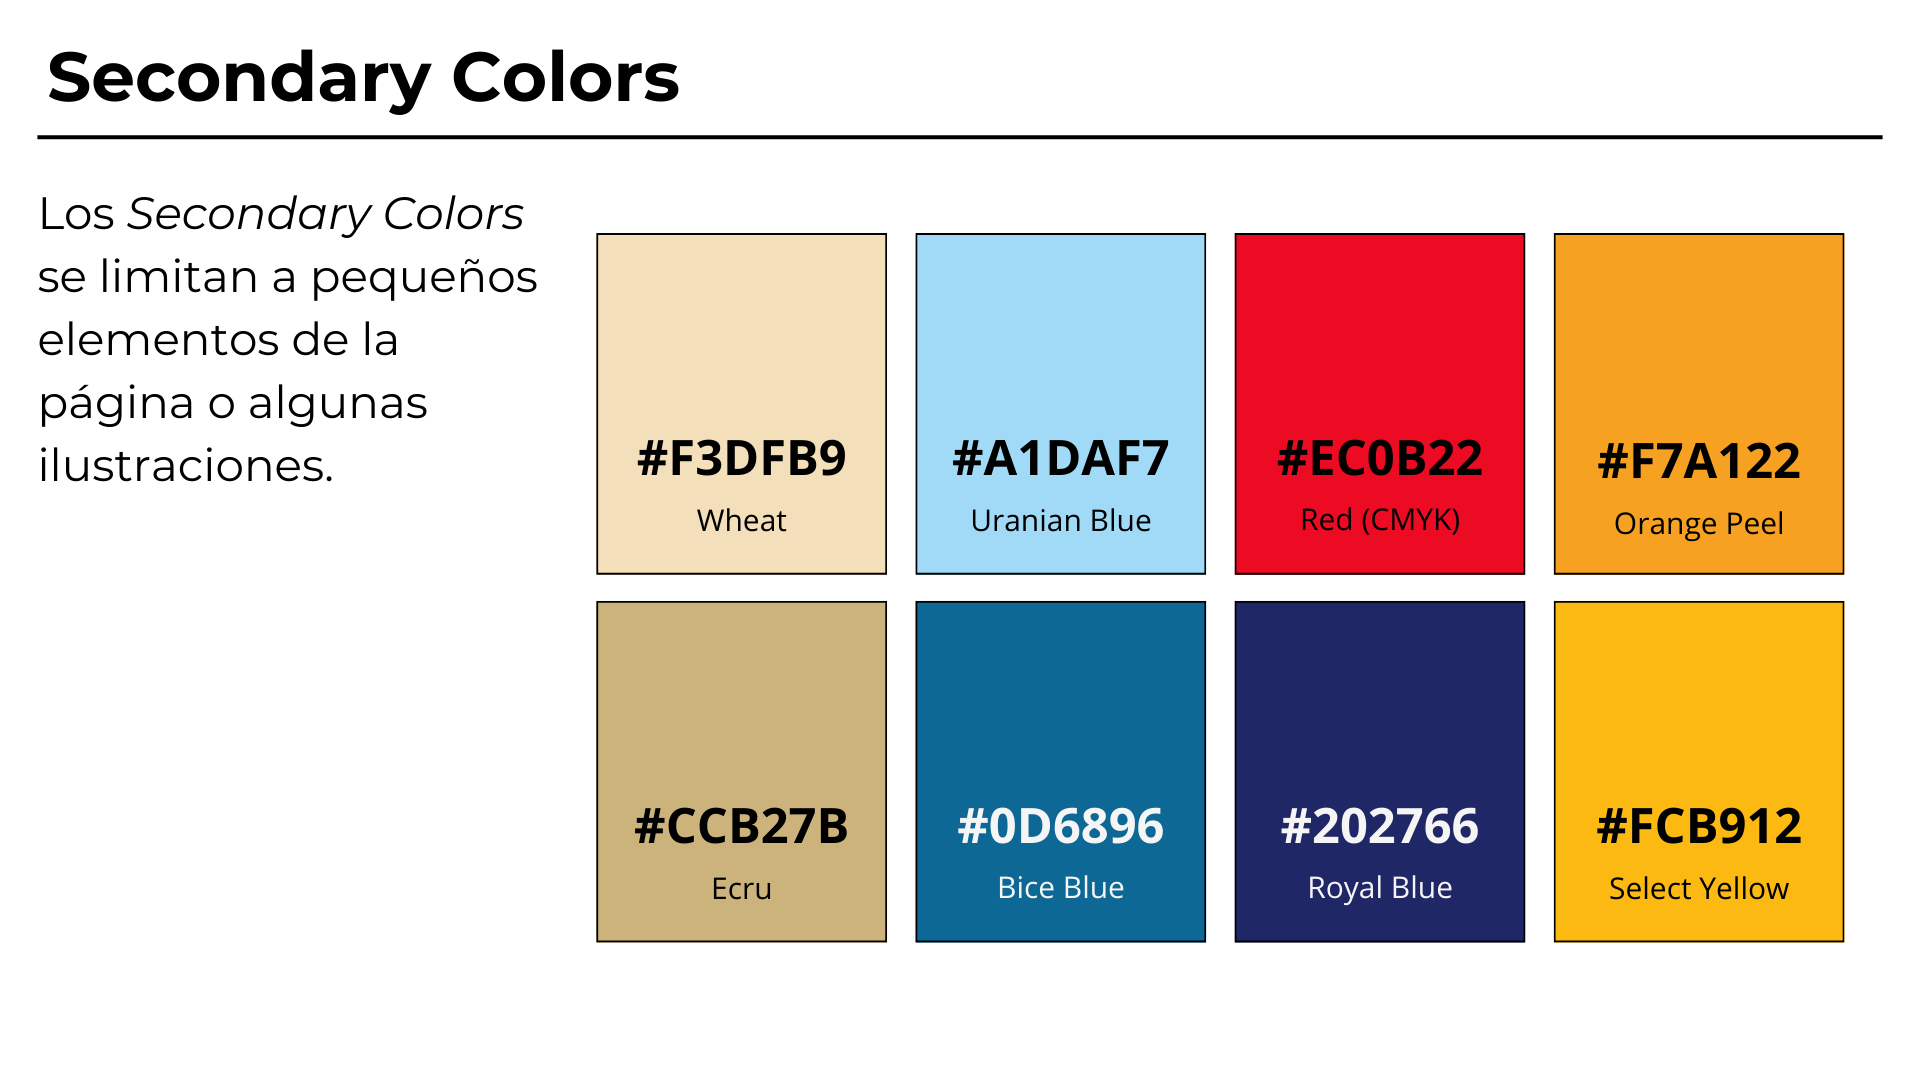 Secondary Colors
Los Secondary Colors
se limitan a pequeños
elementos de la
página o algunas
ilustraciones.
#F3DFB9
Wheat
#A1DAF7
Uranian Blue
#EC0B22
Red (CMYK)
#F7A122
Orange Peel
#CCB27B
Ecru
#0D6896
Bice Blue
#202766
Royal Blue
#FCB912
Select Yellow